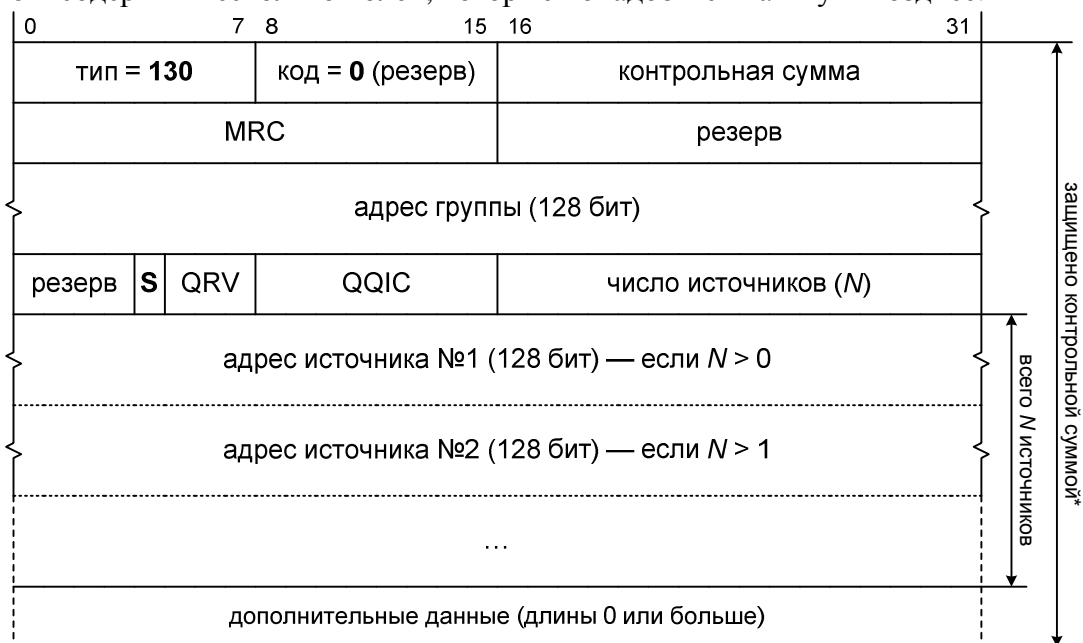 0 7 8 15 16 31
тип = 130 код = 0 (резерв) контрольная сумма
MRC резерв
адрес группы (128 бит)
резерв S QRV QQIC число источников (N)
адрес источника №1 (128 бит) — если N > 0
адрес источника №2 (128 бит) — если N > 1
...
дополнительные данные (длины 0 или больше)
всего N источников
защищено контрольной суммой*